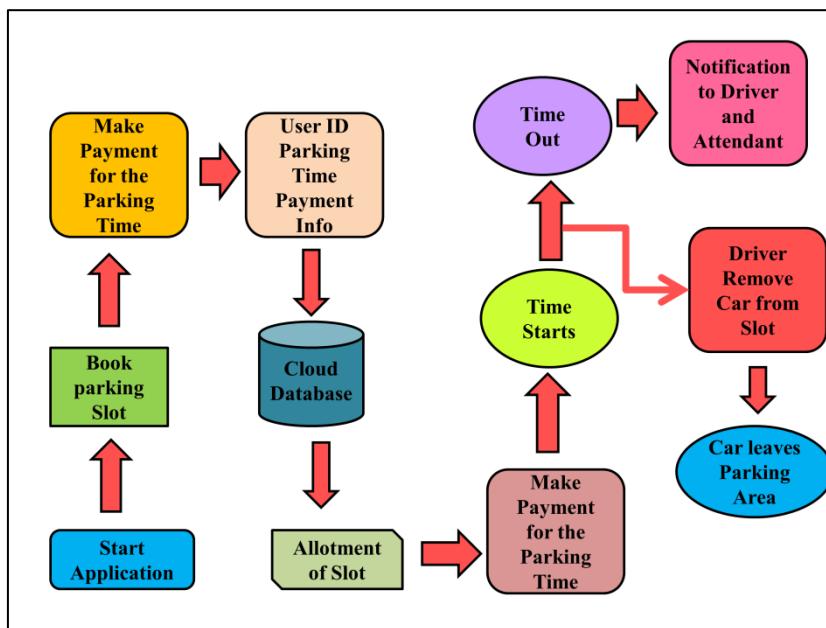 Start
Application
Book
parking
Slot
Make
Payment
for the
Parking
Time
User ID
Parking
Time
Payment
Info
Cloud
Database
Allotment
of Slot
Make
Payment
for the
Parking
Time
Time
Starts
Time
Out
Notification
to Driver
and
Attendant
Driver
Remove
Car from
Slot
Car leaves
Parking
Area